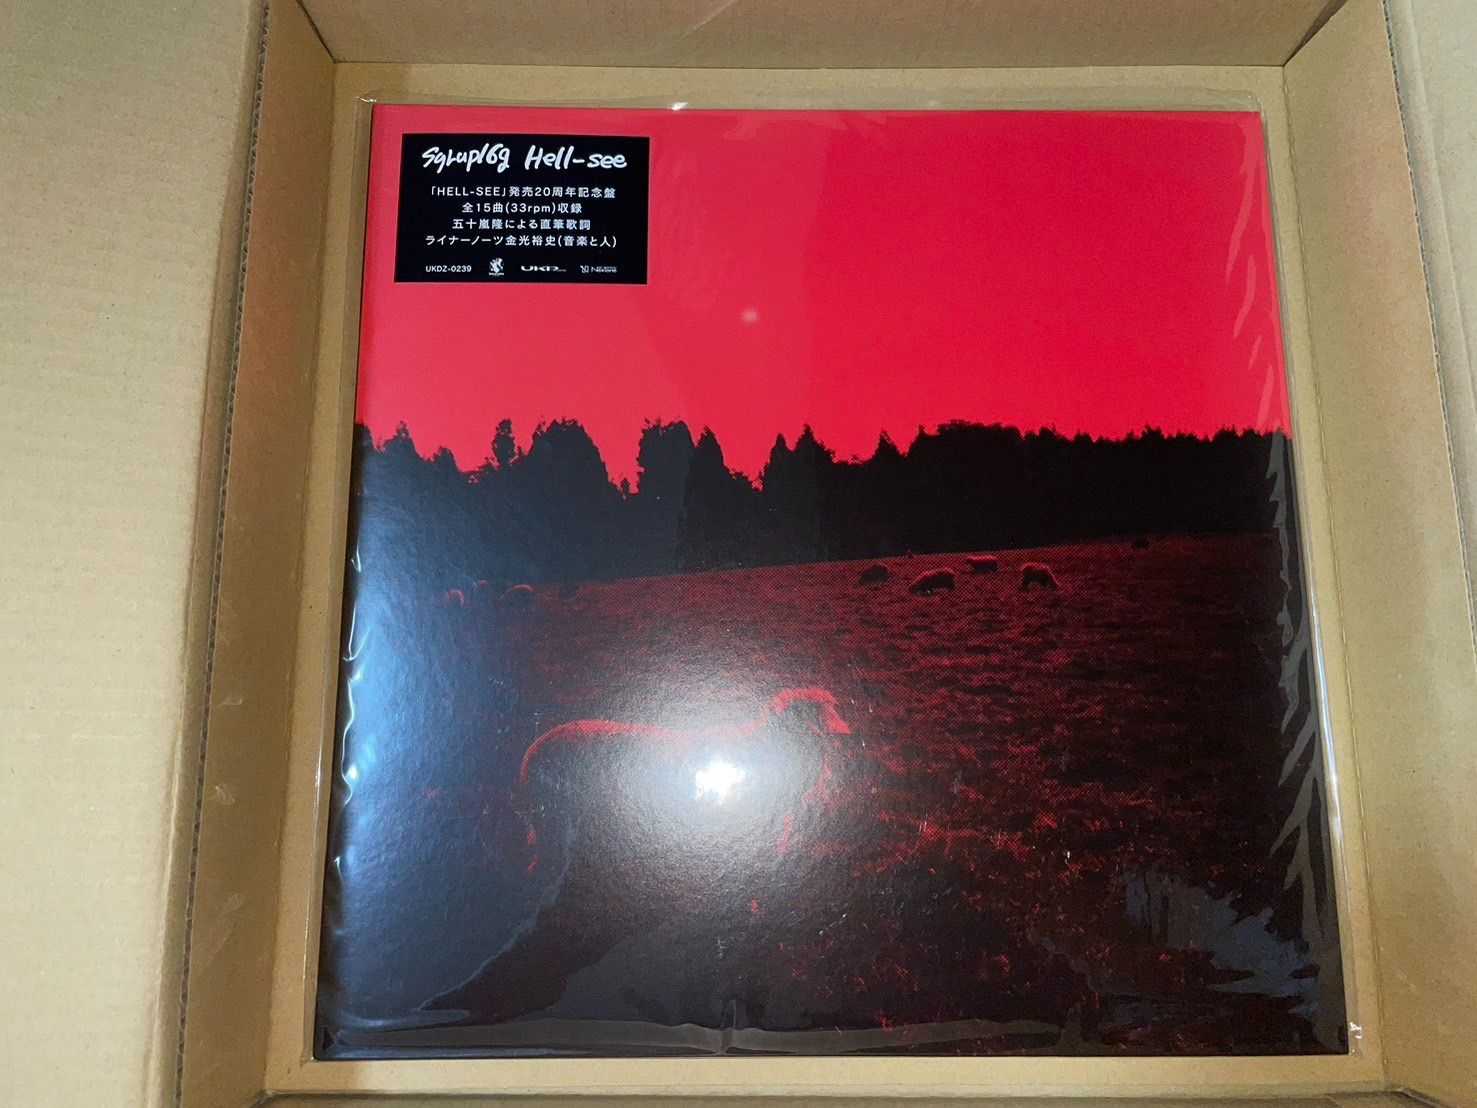 syrup16g Hell-see
「HELL-SEE」発売20周年記念盤
全15曲(33rpm)収録
五十嵐隆による直筆歌詞
ライナーノーツ金光裕史(音楽と人)
UKDZ-0239 UKP Nextone